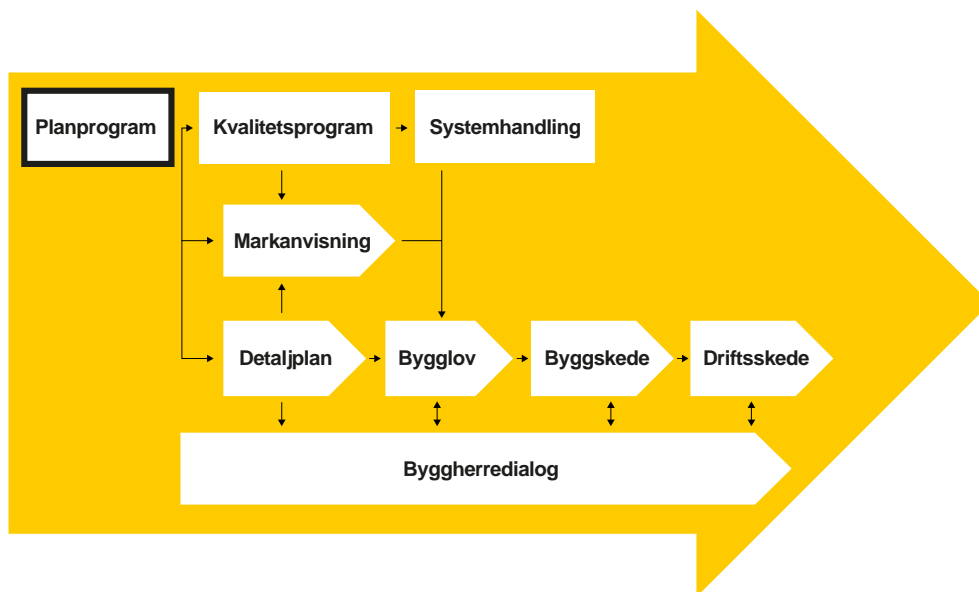 Planprogram
Kvalitetsprogram
Systemhandling
Markanvisning
Detaljplan
Bygglov
Byggskede
Driftsskede
Byggherredialog